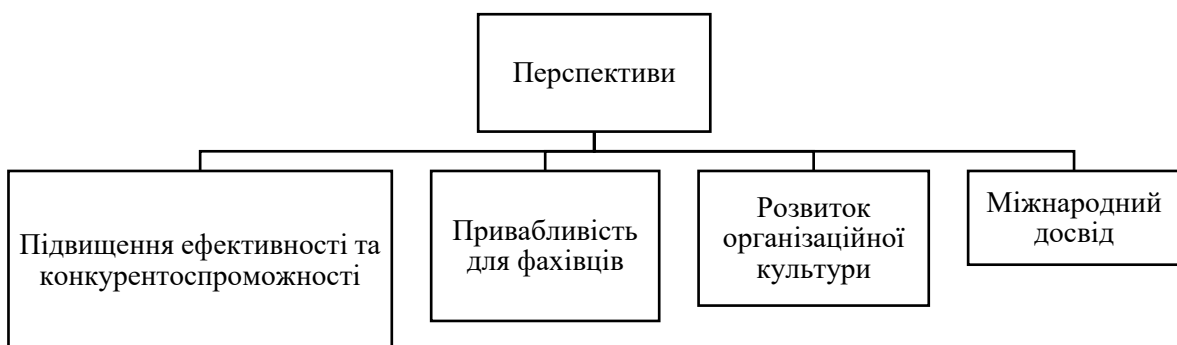 Перспективи
Підвищення ефективності та
конкурентоспроможності
Привабливість
для фахівців
Розвиток
організаційної
культури
Міжнародний
досвід